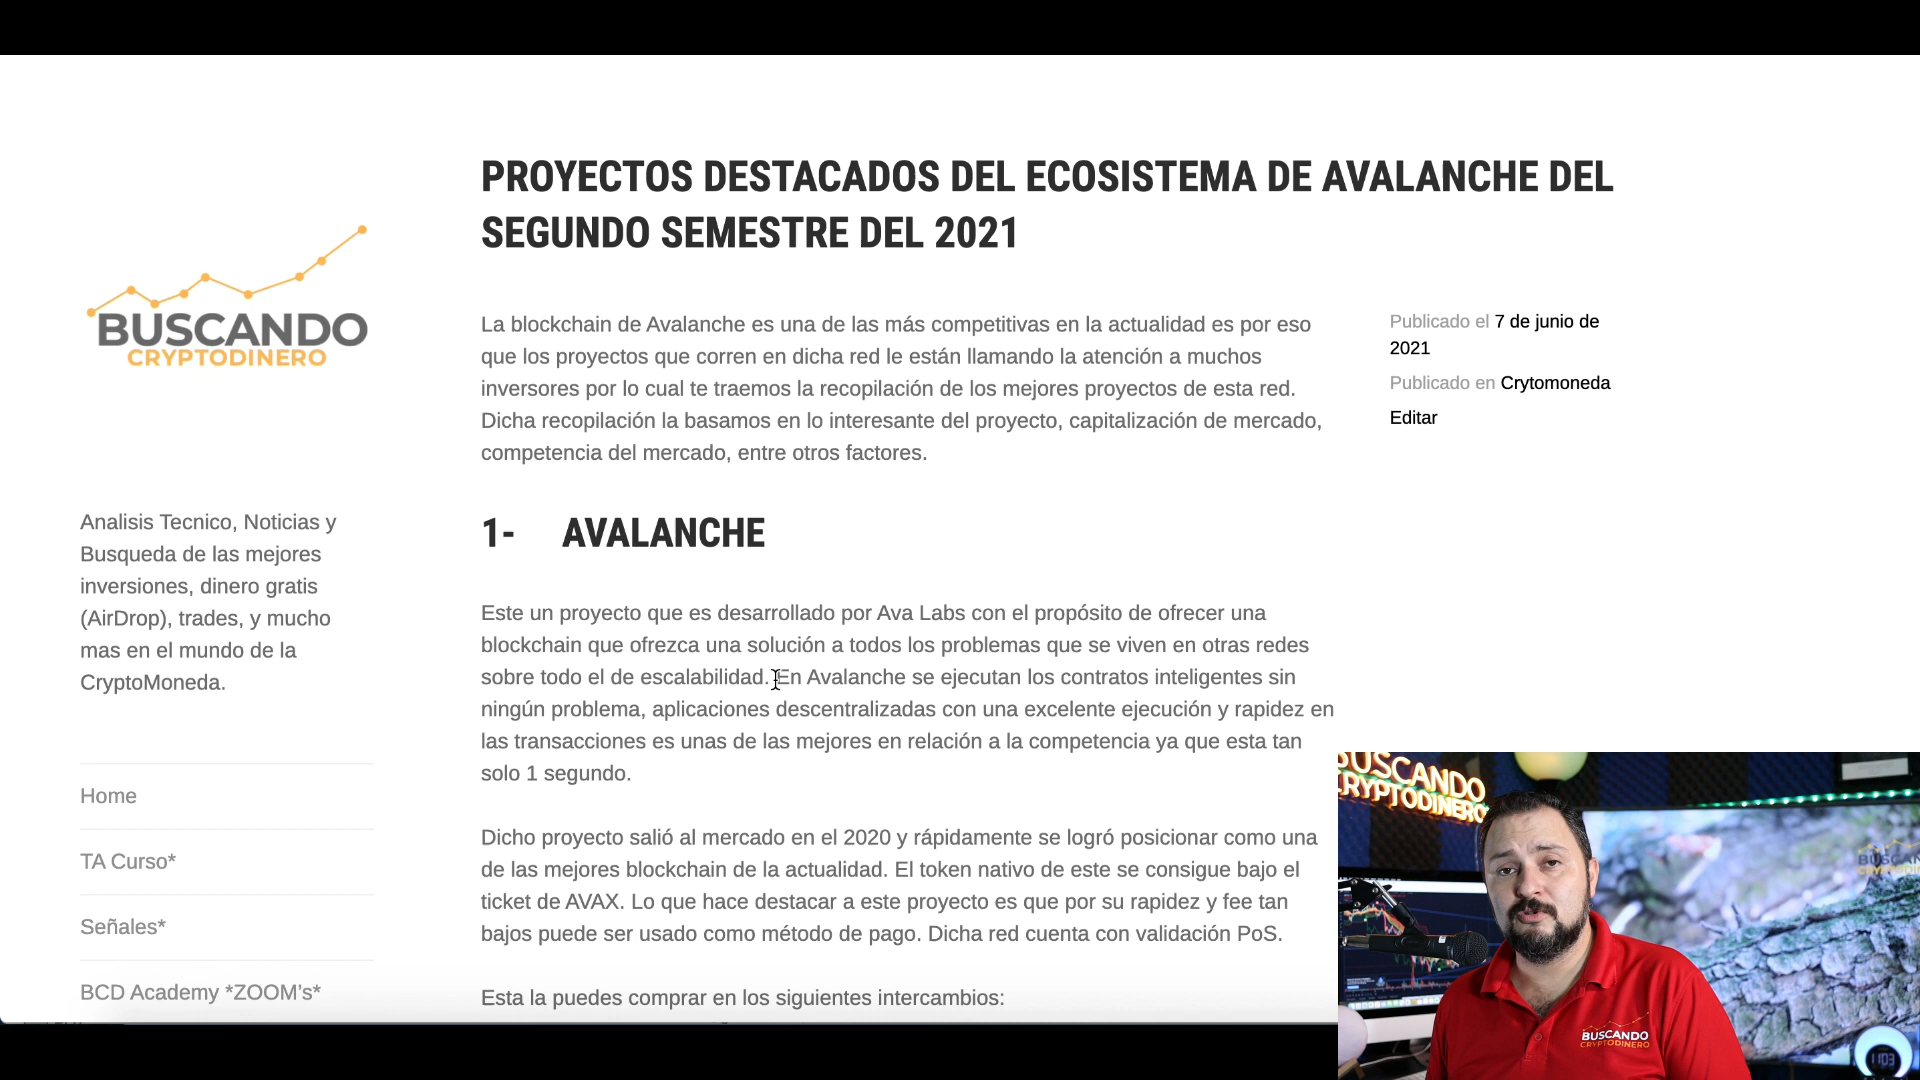 PROYECTOS DESTACADOS DEL ECOSISTEMA DE AVALANCHE DEL
SEGUNDO SEMESTRE DEL 2021
BUSCANDO
CRYPTODINERO
La blockchain de Avalanche es una de las más competitivas en la actualidad es por eso
que los proyectos que corren en dicha red le están llamando la atención a muchos
inversores por lo cual te traemos la recopilación de los mejores proyectos de esta red.
Dicha recopilación la basamos en lo interesante del proyecto, capitalización de mercado,
competencia del mercado, entre otros factores.
Publicado el 7 de junio de
2021
Publicado en Crytomoneda
Editar
Analisis Tecnico, Noticias y
Busqueda de las mejores
inversiones, dinero gratis
(AirDrop), trades, y mucho
mas en el mundo de la
CryptoMoneda.
Home
TA Curso*
Señales*
BCD Academy *ZOOM's*
1- AVALANCHE
Este un proyecto que es desarrollado por Ava Labs con el propósito de ofrecer una
blockchain que ofrezca una solución a todos los problemas que se viven en otras redes
sobre todo el de escalabilidad. En Avalanche se ejecutan los contratos inteligentes sin
ningún problema, aplicaciones descentralizadas con una excelente ejecución y rapidez en
las transacciones es unas de las mejores en relación a la competencia ya que esta tan
solo 1 segundo.
Dicho proyecto salió al mercado en el 2020 y rápidamente se logró posicionar como una
de las mejores blockchain de la actualidad. El token nativo de este se consigue bajo el
ticket de AVAX. Lo que hace destacar a este proyecto es que por su rapidez y fee tan
bajos puede ser usado como método de pago. Dicha red cuenta con validación PoS.
Esta la puedes comprar en los siguientes intercambios:
BUSCANDO
CRYPTODINERO
BUSCANDO
CRYPTODINERO